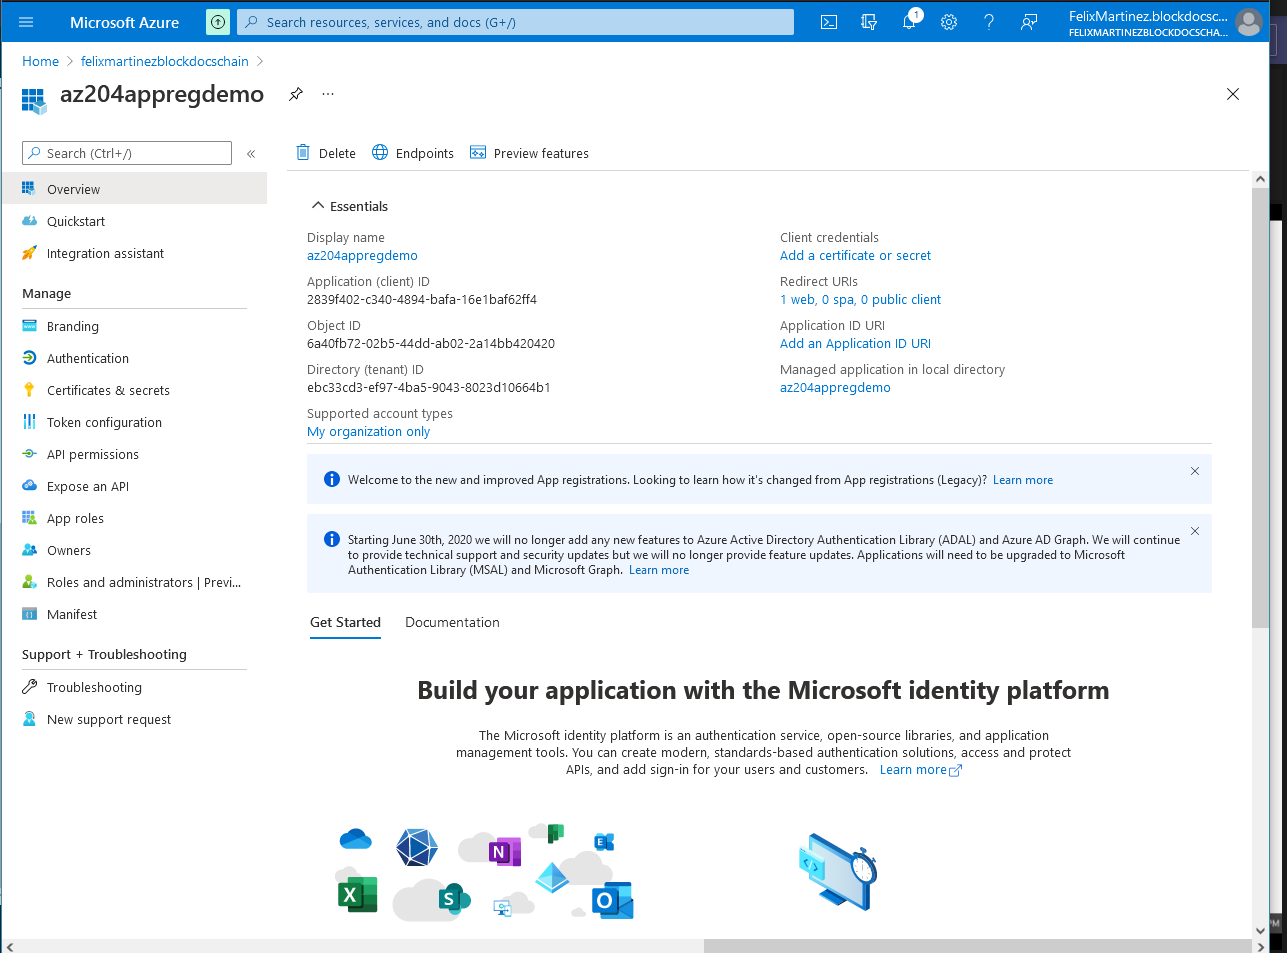 Microsoft Azure
Search resources, services, and docs (G+/)
1
FelixMartinez.blockdocsc...
FELIXMARTINEZBLOCKDOCSCHA...
Home
felixmartinezblockdocschain
az204appregdemo
...
Search (Ctrl+/)
«
Overview
Quickstart
Integration assistant
Manage
Branding
Authentication
Certificates & secrets
Token configuration
API permissions
Expose an API
App roles
Owners
Roles and administrators | Previ...
Manifest
Support + Troubleshooting
Troubleshooting
New support request
Delete
Endpoints
Preview features
Essentials
Display name
az204appregdemo
Application (client) ID
2839f402-c340-4894-bafa-16e1baf62ff4
Object ID
6a40fb72-02b5-44dd-ab02-2a14bb420420
Directory (tenant) ID
ebc33cd3-ef97-4ba5-9043-8023d10664b1
Supported account types
My organization only
Client credentials
Add a certificate or secret
Redirect URIs
1 web, 0 spa, 0 public client
Application ID URI
Add an Application ID URI
Managed application in local directory
az204appregdemo
Welcome to the new and improved App registrations. Looking to learn how it's changed from App registrations (Legacy)? Learn more
Starting June 30th, 2020 we will no longer add any new features to Azure Active Directory Authentication Library (ADAL) and Azure AD Graph. We will continue
to provide technical support and security updates but we will no longer provide feature updates. Applications will need to be upgraded to Microsoft
Authentication Library (MSAL) and Microsoft Graph. Learn more
Get Started
Documentation
Build your application with the Microsoft identity platform
The Microsoft identity platform is an authentication service, open-source libraries, and application
management tools. You can create modern, standards-based authentication solutions, access and protect
APIs, and add sign-in for your users and customers. Learn more
N
E
X
S
O
PM